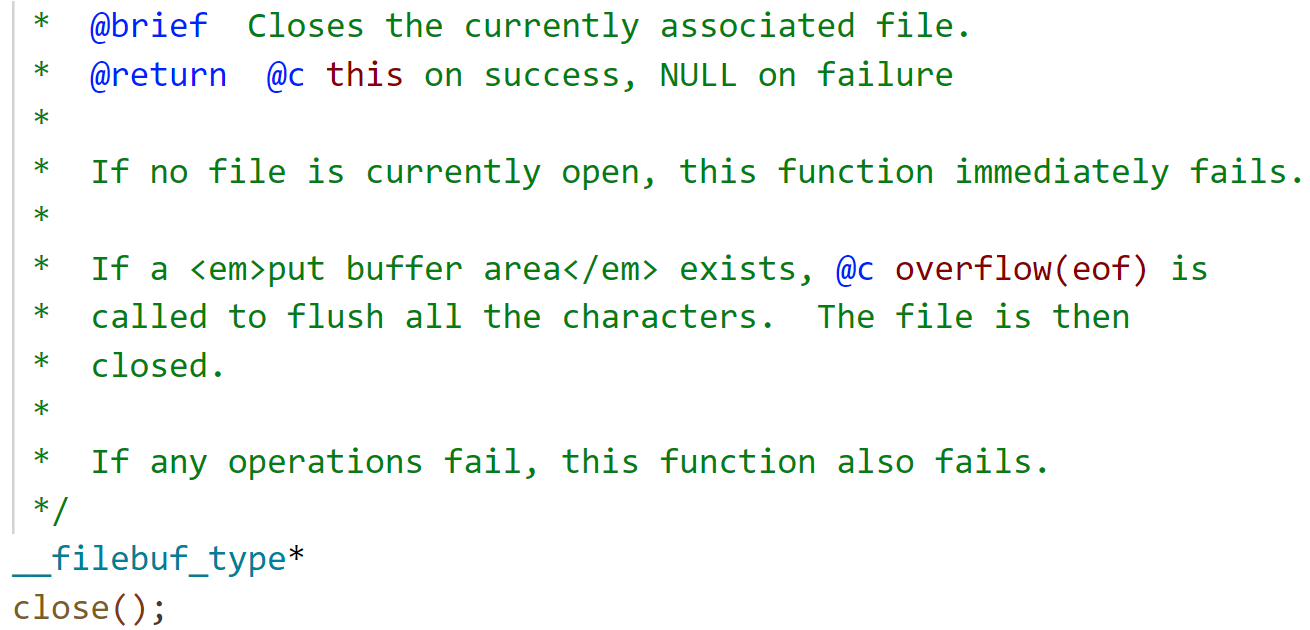 *  @brief  Closes the currently associated file.
*  @return  @c this on success, NULL on failure
*
*  If no file is currently open, this function immediately fails.
*
*  If a <em>put buffer area</em> exists, @c overflow(eof) is
*  called to flush all the characters.  The file is then
*  closed.
*
*  If any operations fail, this function also fails.
*/
__filebuf_type*
close();